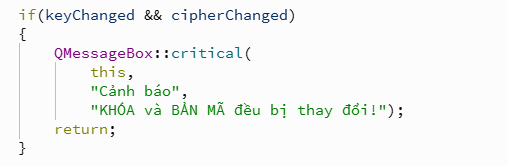 if(keyChanged && cipherChanged)
{
QMessageBox::critical(
this,
"Cảnh báo",
"KHÓA và BẢN MÃ đều bị thay đổi!");
return;
}